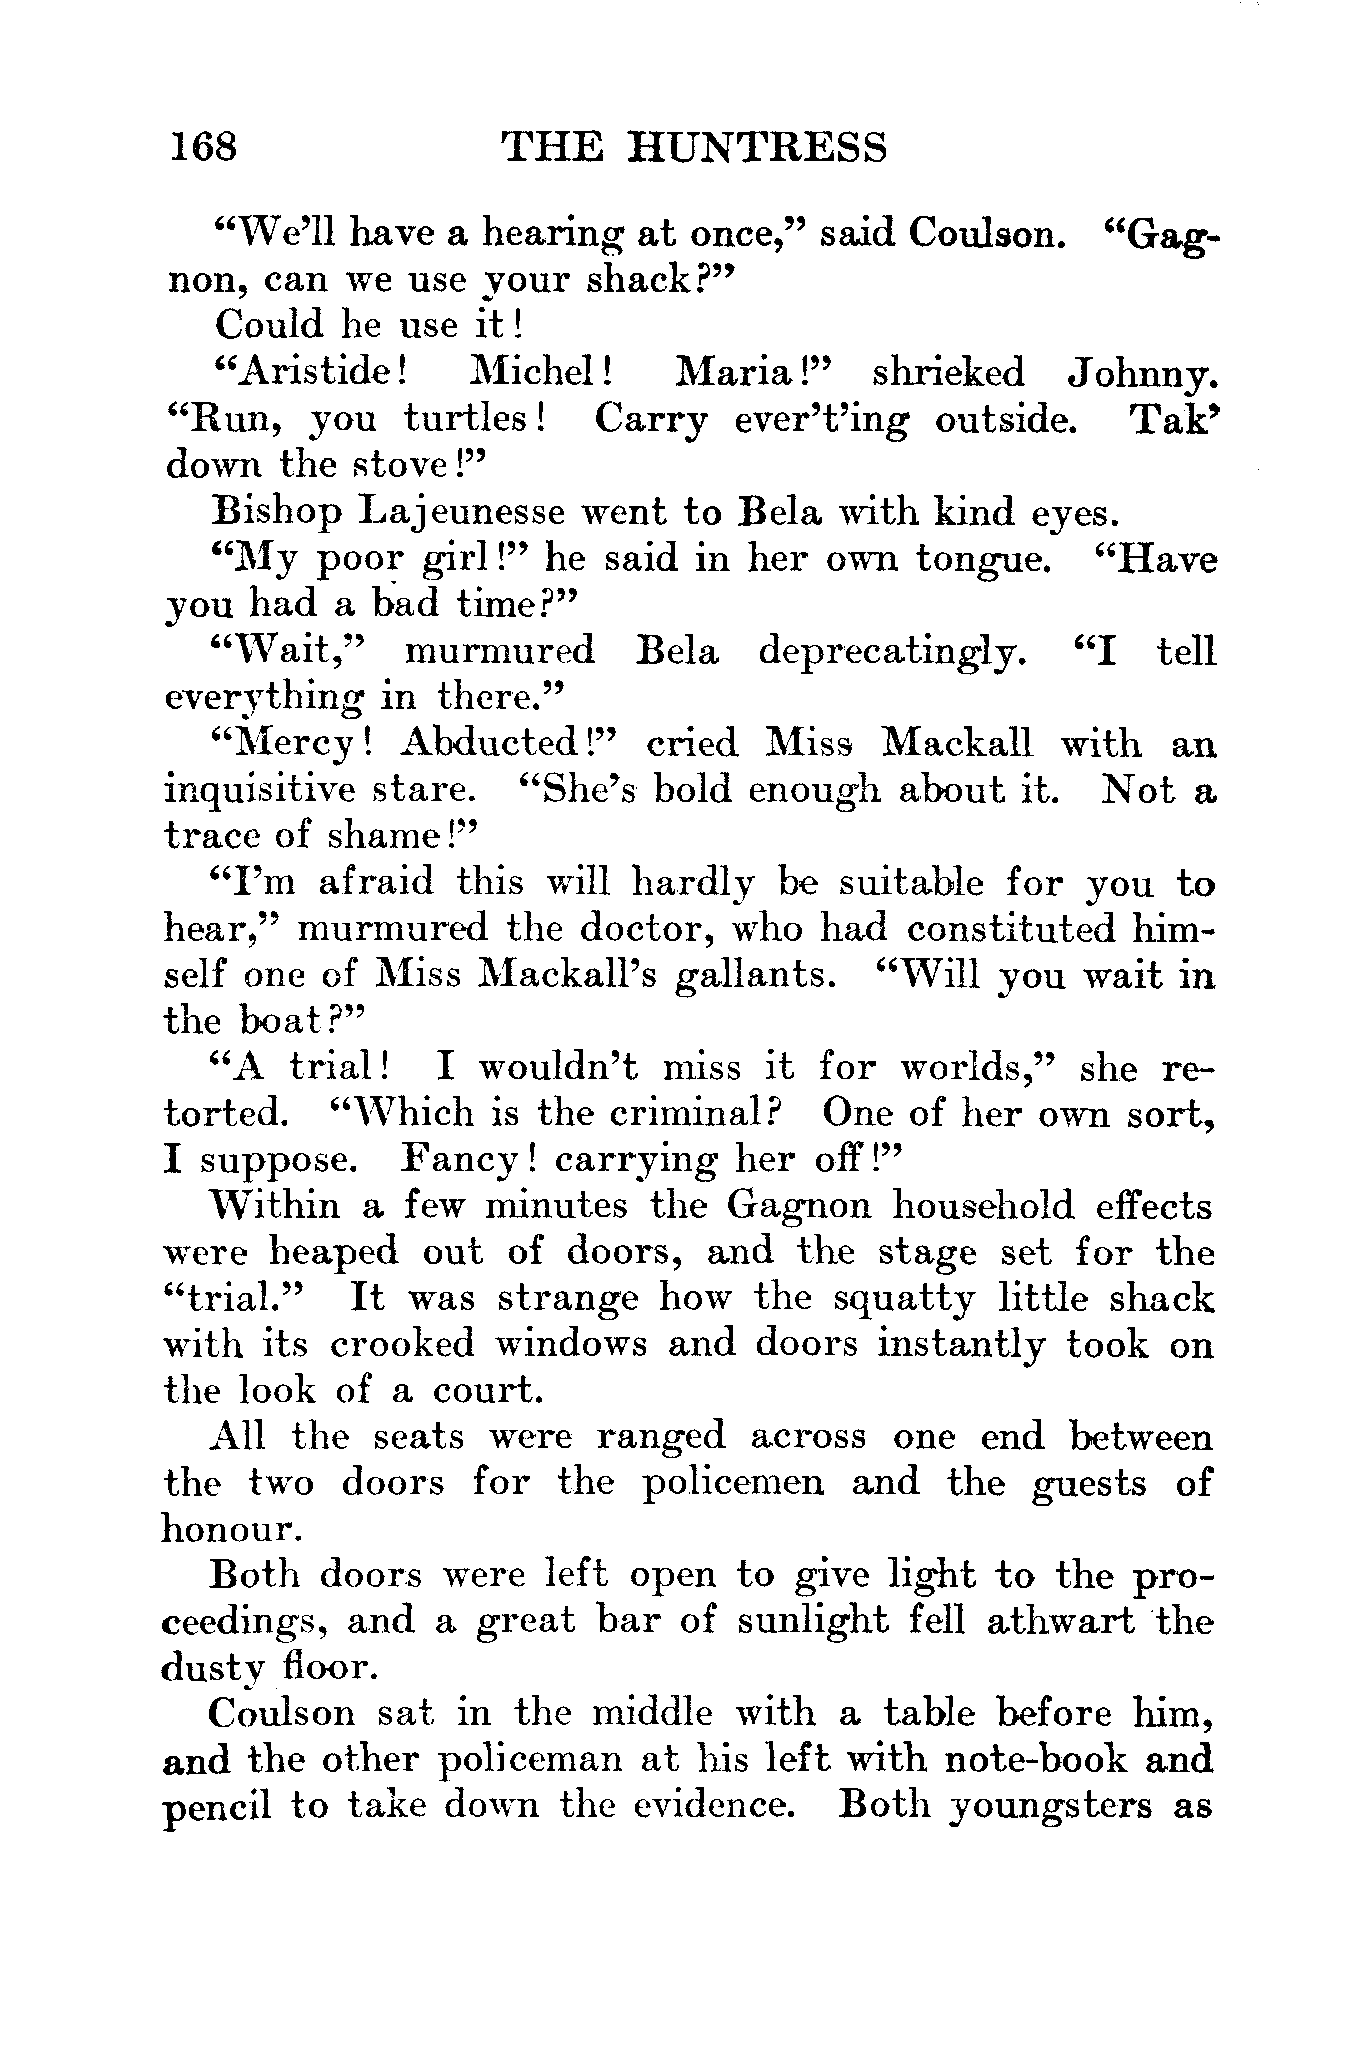 168 THE HUNTRESS
“We’ll have a hearing at once,” said Coulson. “Gag-
non, can we use your shack?”
Could he use it!
“Aristide! Michel! Maria!” shrieked Johnny.
“Run, you turtles! Carry ever’t’ing outside. Tak’
down the stove!”
Bishop Lajeunesse went to Bela with kind eyes.
“My poor girl!” he said in her own tongue. “Have
you had a bad time?”
“Wait,” murmured Bela deprecatingly. “I tell
everything in there.”
“Mercy! Abducted!” cried Miss Mackall with an
inquisitive stare. “She’s bold enough about it. Not a
trace of shame!”
“I’m afraid this will hardly be suitable for you to
hear,” murmured the doctor, who had constituted him-
self one of Miss Mackall’s gallants. “Will you wait in
the boat?”
“A trial! I wouldn’t miss it for worlds,” she re-
torted. “Which is the criminal? One of her own sort,
I suppose. Fancy! carrying her off!”
Within a few minutes the Gagnon household effects
were heaped out of doors, and the stage set for the
“trial.” It was strange how the squatty little shack
with its crooked windows and doors instantly took on
the look of a court.
All the seats were ranged across one end between
the two doors for the policemen and the guests of
honour.
Both doors were left open to give light to the pro-
ceedings, and a great bar of sunlight fell athwart the
dusty floor.
Coulson sat in the middle with a table before him,
and the other policeman at his left with note-book and
pencil to take down the evidence. Both youngsters as